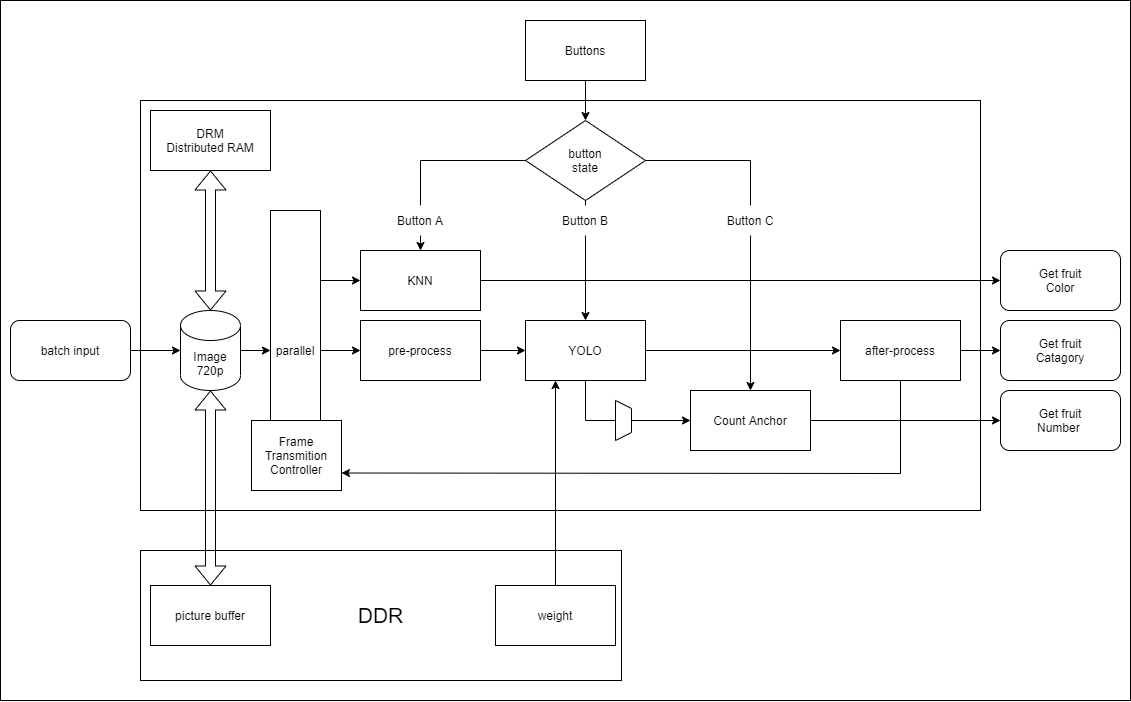 Buttons
DRM
Distributed RAM
button
state
Button A
Button B
Button C
KNN
Get fruit
Color
batch input
Image
720p
parallel
pre-process
YOLO
after-process
Get fruit
Catagory
Count Anchor
Get fruit
Number
Frame
Transmition
Controller
picture buffer
DDR
weight